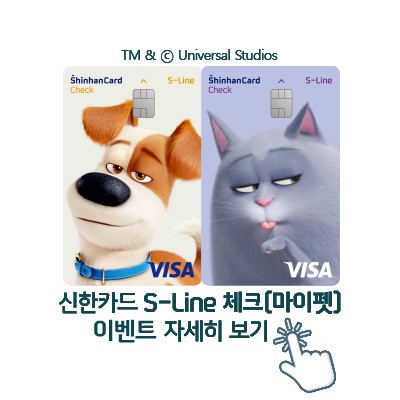 TM & © Universal Studios
ShinhanCard S-Line
Check
VISA
ShinhanCard S-Line
Check
VISA
신한카드 S-Line 체크(마이펫)
이벤트 자세히 보기